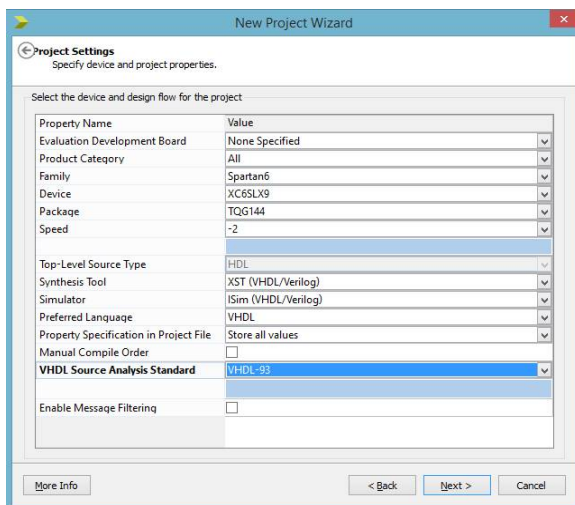 New Project Wizard
Project Settings
Specify device and project properties.
Select the device and design flow for the project
Property Name Value
Evaluation Development Board None Specified
Product Category All
Family Spartan6
Device XC6SLX9
Package TQG144
Speed -2
Top-Level Source Type HDL
Synthesis Tool XST (VHDL/Verilog)
Simulator ISim (VHDL/Verilog)
Preferred Language VHDL
Property Specification in Project File Store all values
Manual Compile Order
VHDL Source Analysis Standard VHDL-93
Enable Message Filtering
More Info < Back Next > Cancel